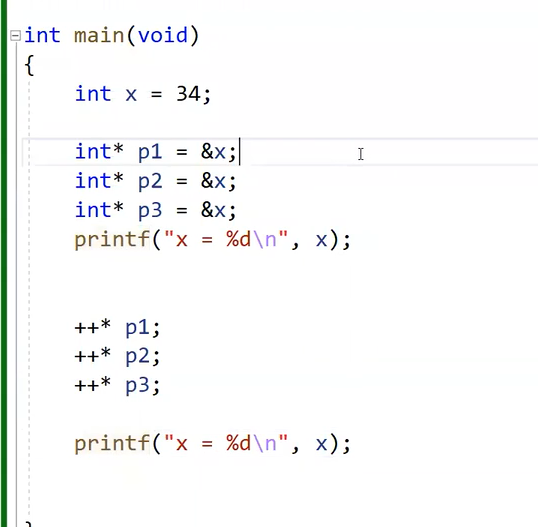 int main(void)
{
int x = 34;
int* p1 = &x;
int* p2 = &x;
int* p3 = &x;
printf("x = %d\n", x);
++* p1;
++* p2;
++* p3;
printf("x = %d\n", x);
}